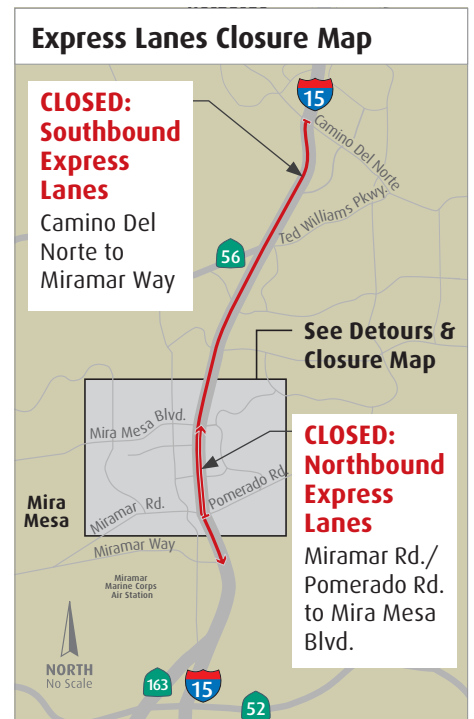 Express Lanes Closure Map
CLOSED:
Southbound
Express
Lanes
Camino Del
Norte to
Miramar Way
15
Camino Del Norte
Ted Williams Pkwy.
56
See Detours &
Closure Map
Mira Mesa Blvd.
CLOSED:
Northbound
Express
Lanes
Miramar Rd./
Pomerado Rd.
to Mira Mesa
Blvd.
Pomerado Rd.
Mira
Mesa
Miramar Rd.
Miramar Way
Miramar
Marine Corps
Air Station
NORTH
No Scale
163
15
52